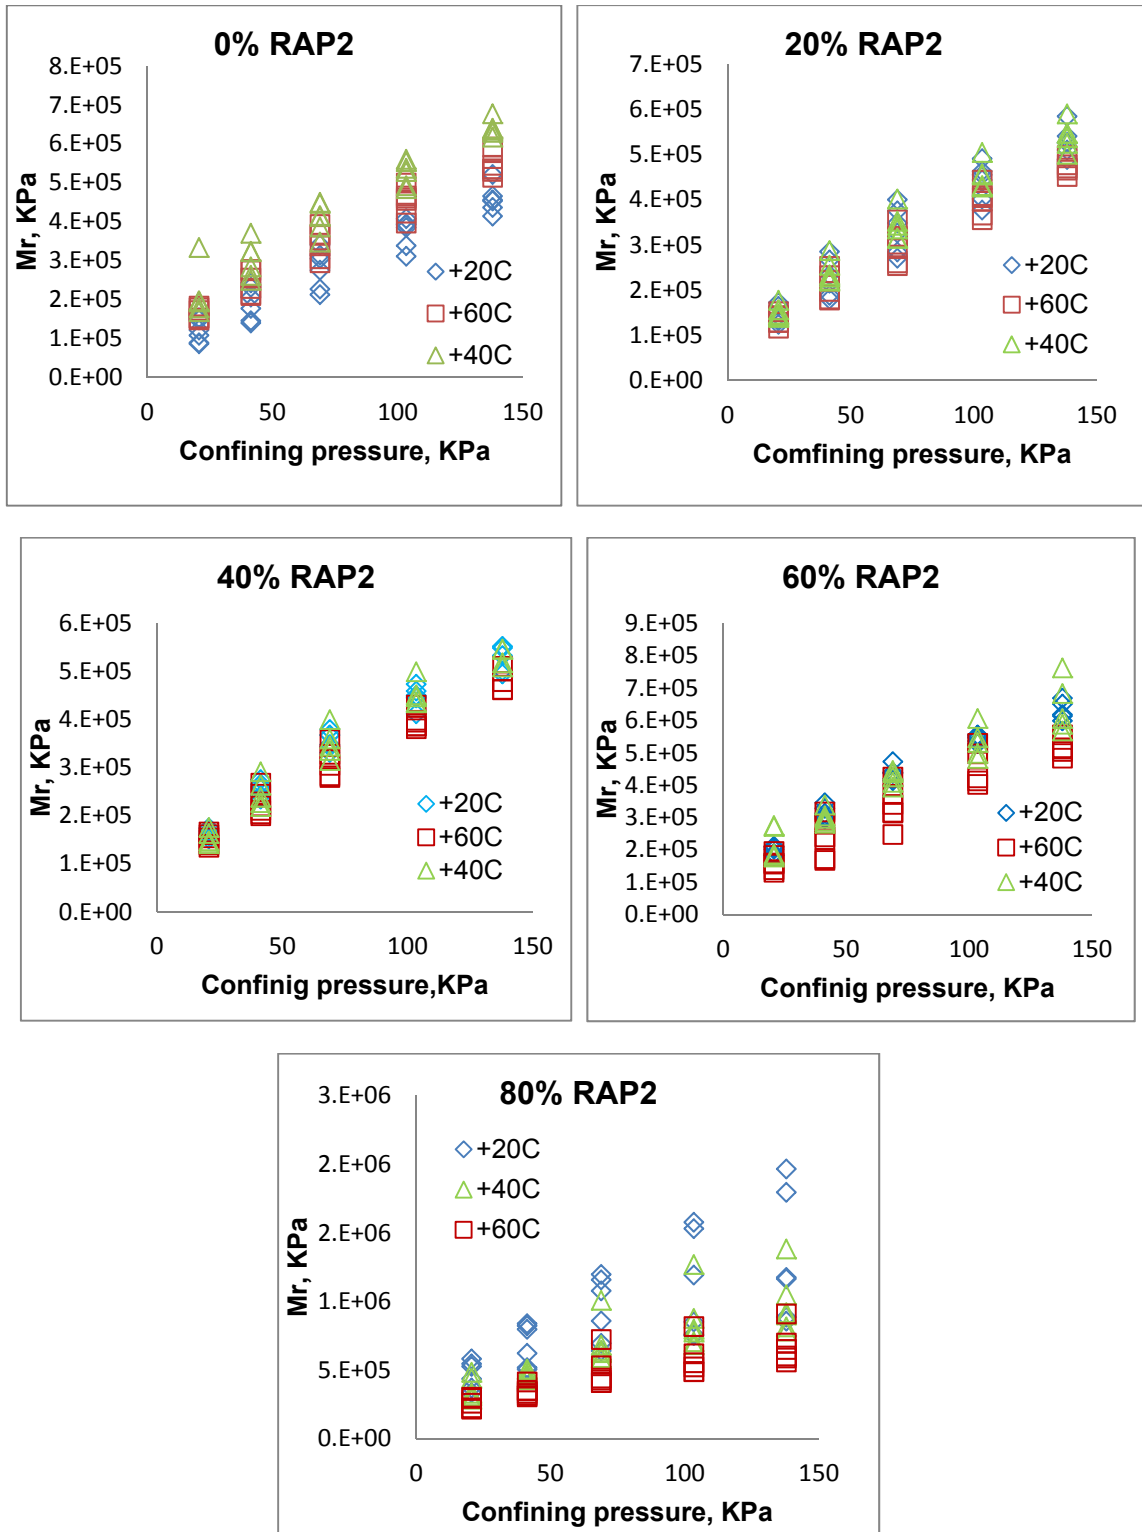 0% RAP2
8.E+05
7.E+05
6.E+05
5.E+05
4.E+05
3.E+05
2.E+05
1.E+05
0.E+00
Mr, KPa
+20C
+60C
+40C
0 50 100 150
Confining pressure, KPa
20% RAP2
7.E+05
6.E+05
5.E+05
4.E+05
3.E+05
2.E+05
1.E+05
0.E+00
Mr, KPa
+20C
+60C
+40C
0 50 100 150
Comfining pressure, KPa
40% RAP2
6.E+05
5.E+05
4.E+05
3.E+05
2.E+05
1.E+05
0.E+00
Mr, KPa
+20C
+60C
+40C
0 50 100 150
Confinig pressure,KPa
60% RAP2
9.E+05
8.E+05
7.E+05
6.E+05
5.E+05
4.E+05
3.E+05
2.E+05
1.E+05
0.E+00
Mr, KPa
+20C
+60C
+40C
0 50 100 150
Confinig pressure, KPa
80% RAP2
3.E+06
2.E+06
2.E+06
1.E+06
5.E+05
0.E+00
Mr, KPa
+20C
+40C
+60C
0 50 100 150
Confining pressure, KPa